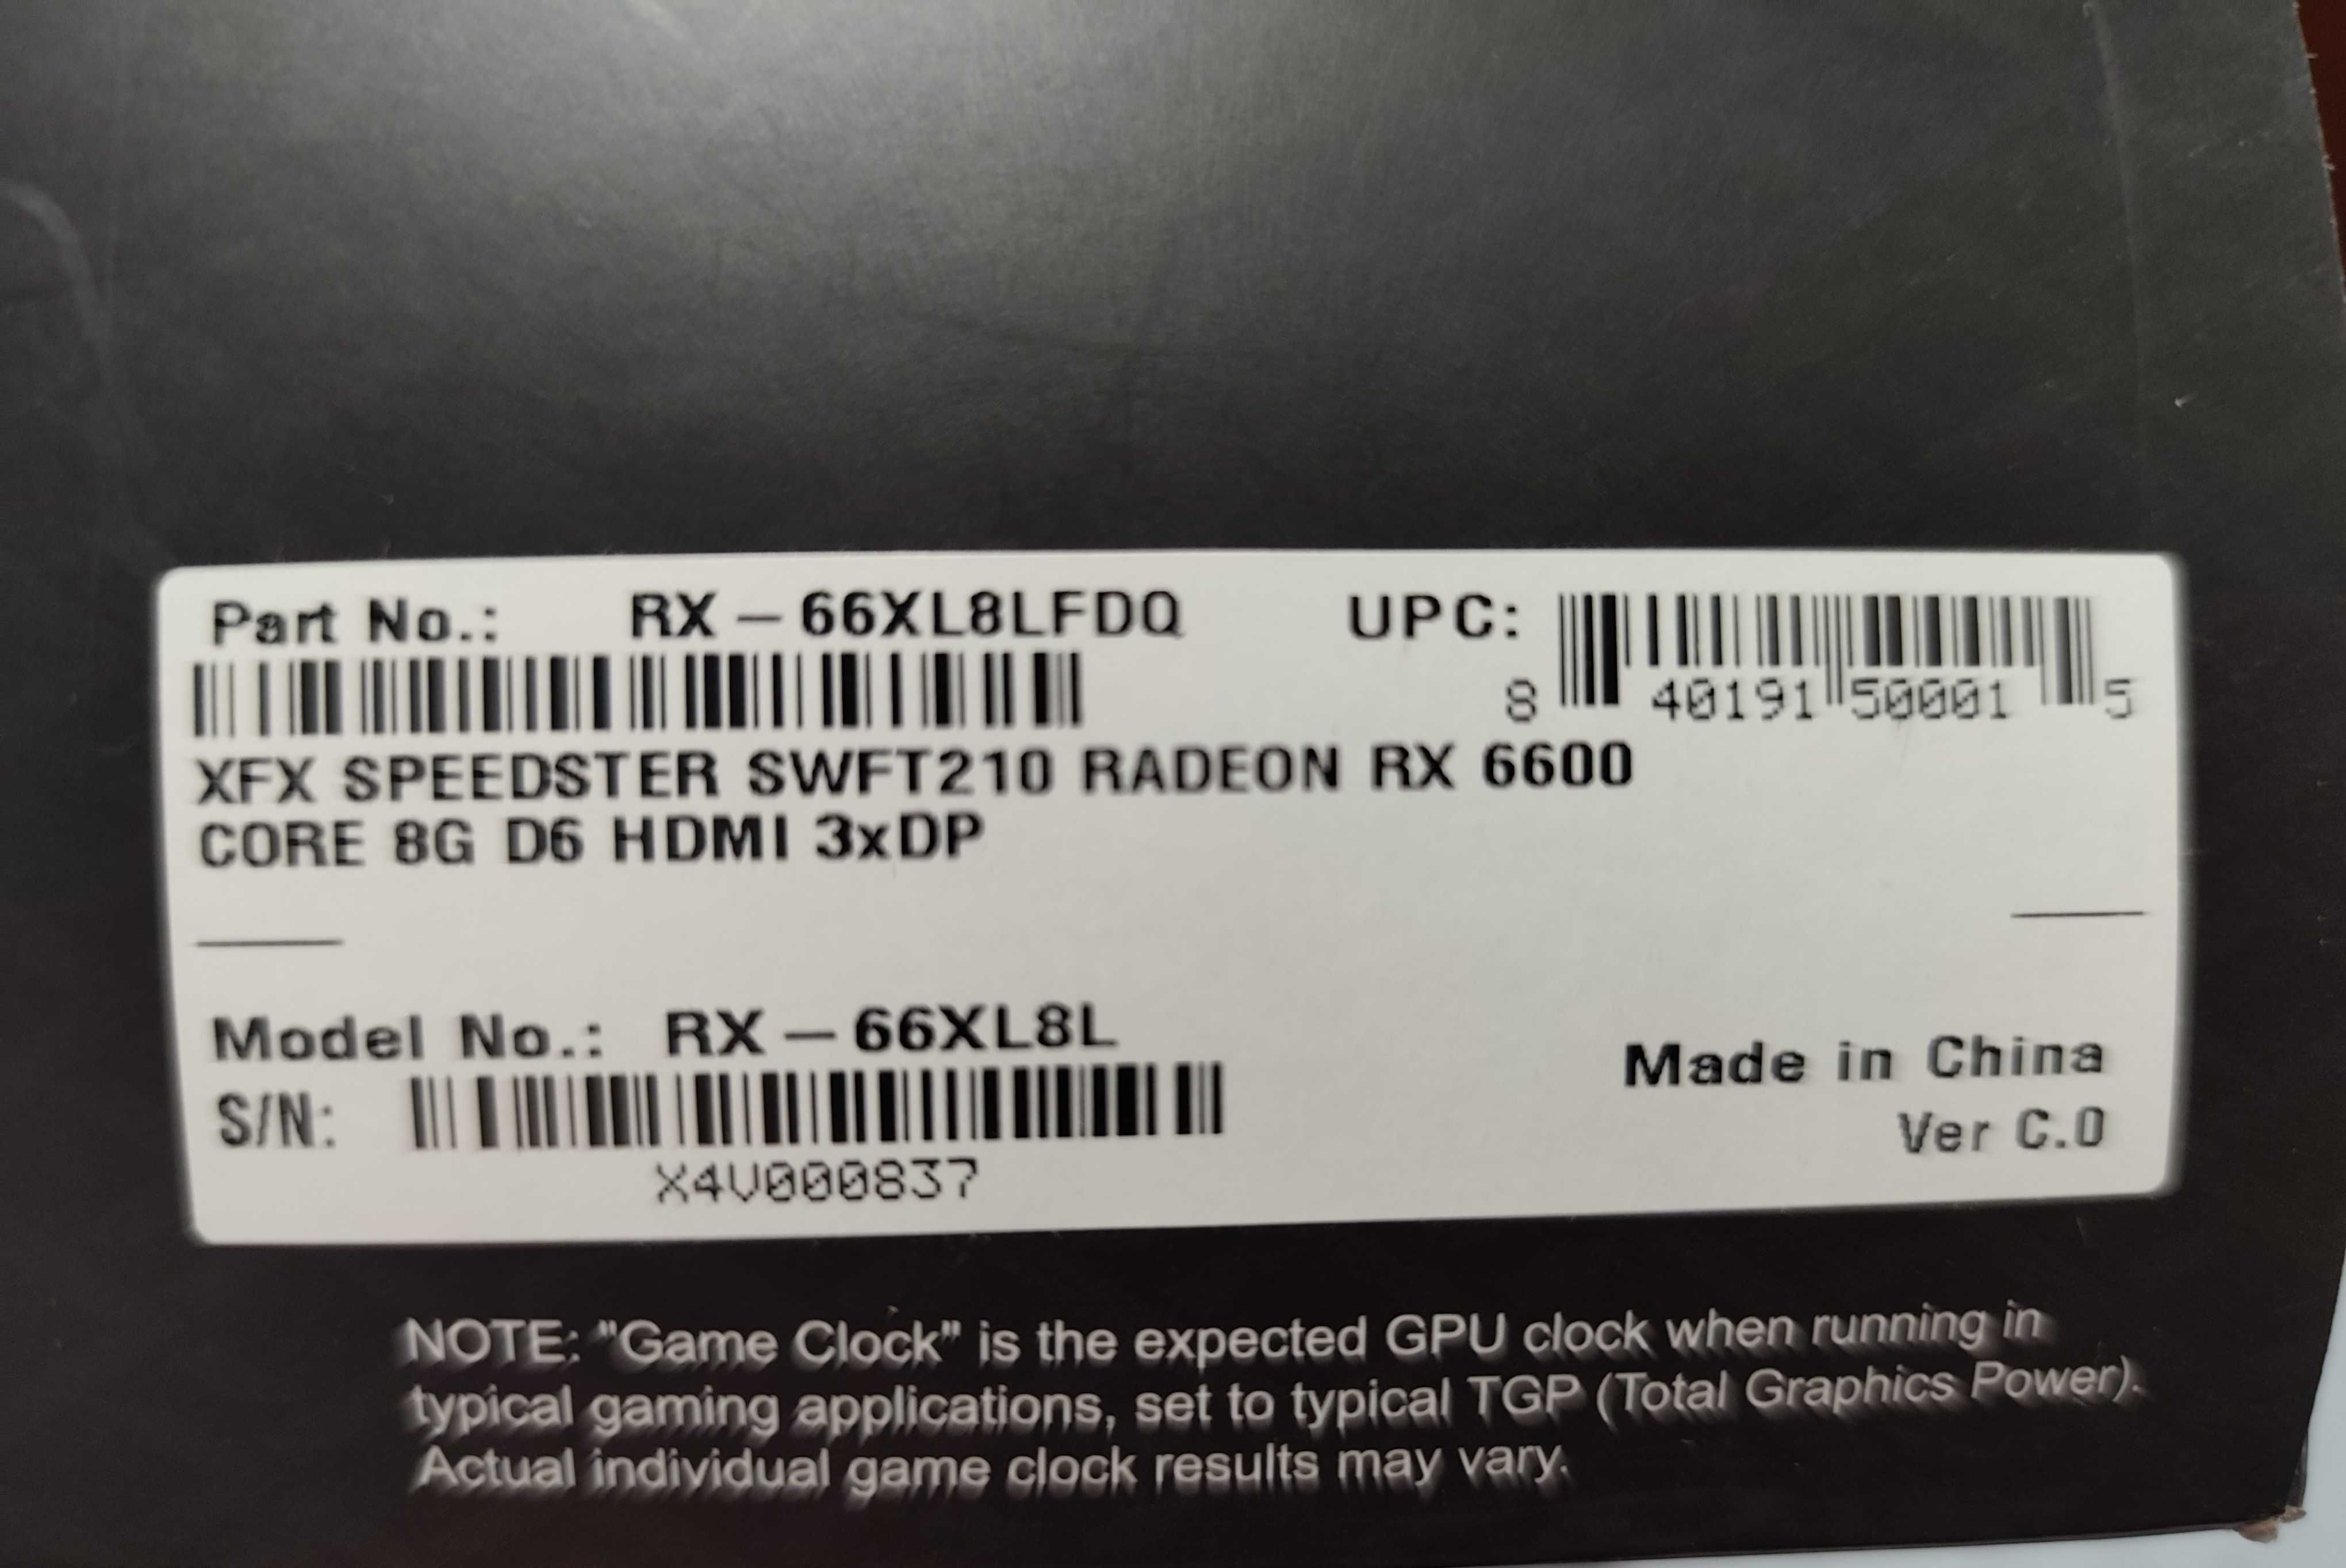 Part No.: RX-66XL8LFDQ
UPC: 8 40191 50001 5
XFX SPEEDSTER SWFT210 RADEON RX 6600
CORE 8G D6 HDMI 3xDP
Model No.: RX-66XL8L
S/N:
X4V000837
Made in China
Ver C.0
NOTE: "Game Clock" is the expected GPU clock when running in
typical gaming applications, set to typical TGP (Total Graphics Power).
Actual individual game clock results may vary.